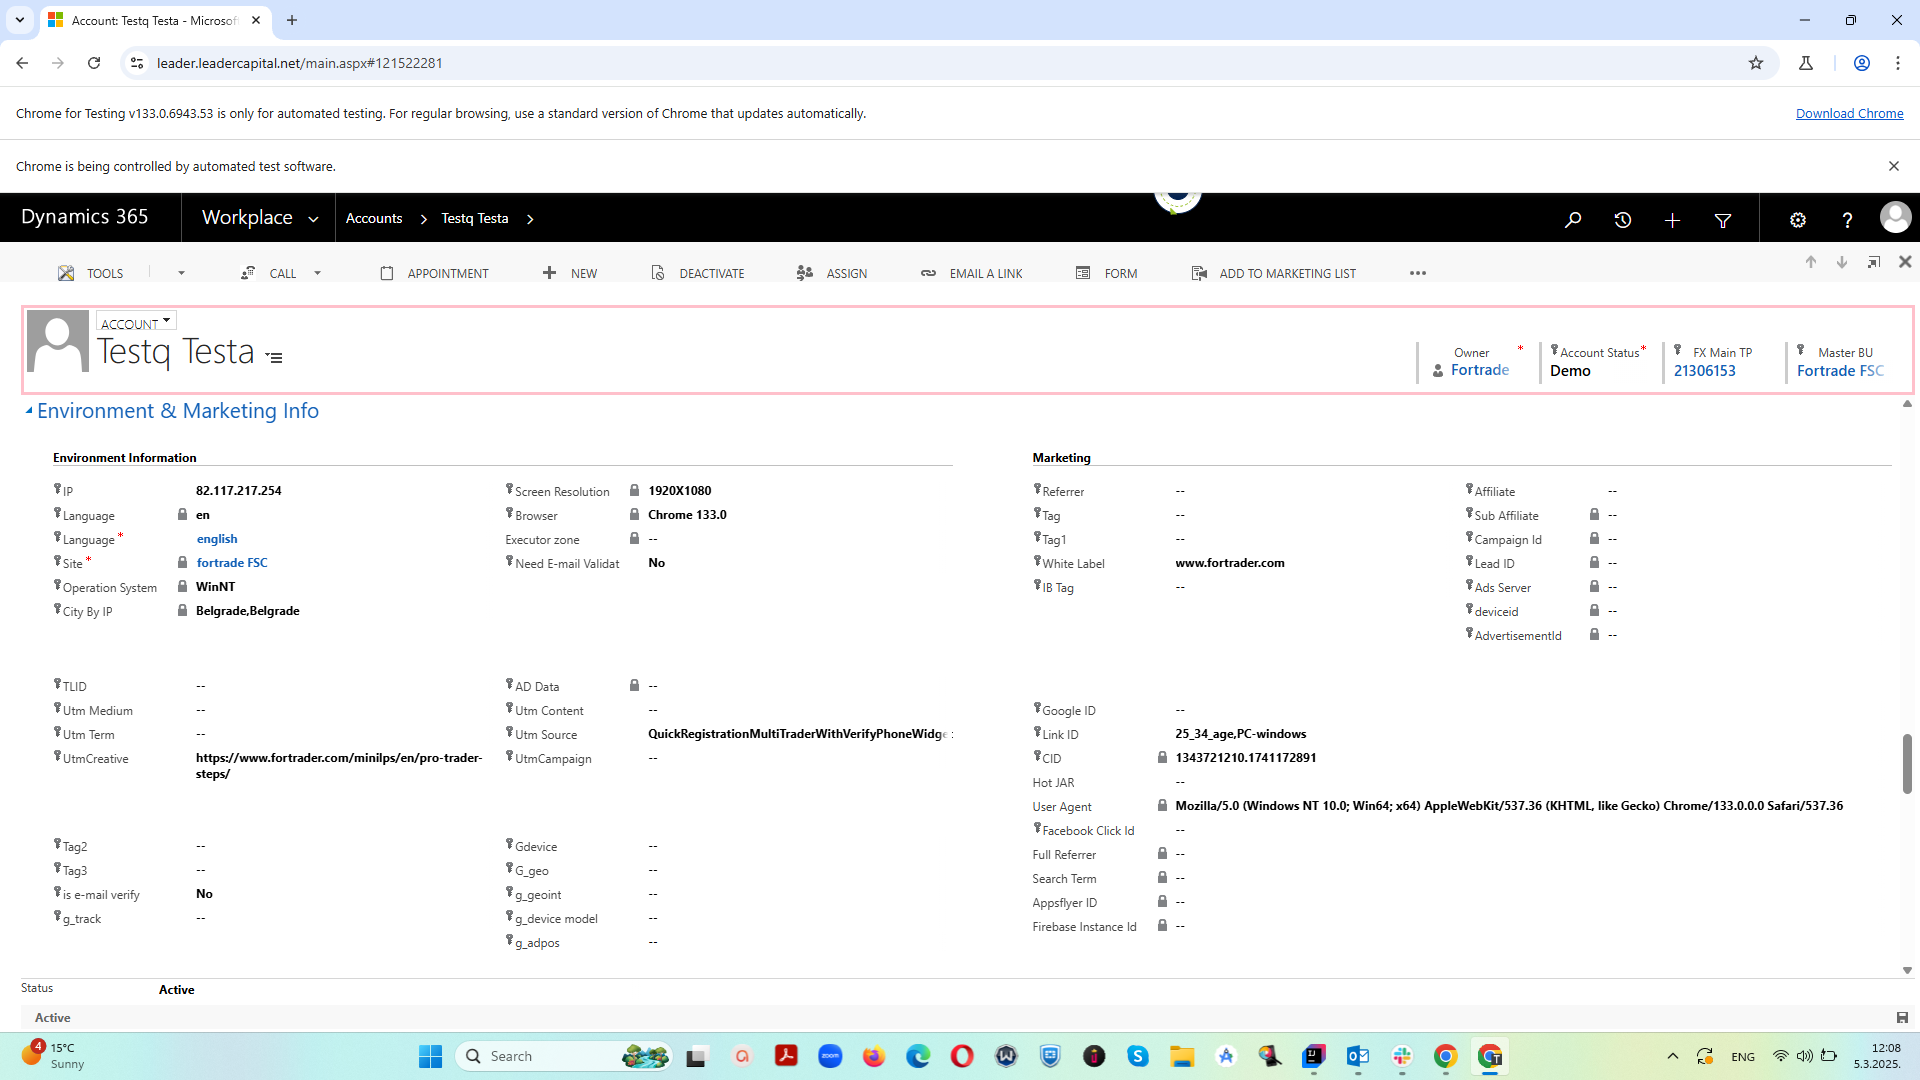 Account: Testq Testa - Microsof
leader.leadercapital.net/main.aspx#121522281
Chrome for Testing v133.0.6943.53 is only for automated testing. For regular browsing, use a standard version of Chrome that updates automatically.
Download Chrome
Chrome is being controlled by automated test software.
Dynamics 365
Workplace
Accounts
Testq Testa
TOOLS
CALL
APPOINTMENT
NEW
DEACTIVATE
ASSIGN
EMAIL A LINK
FORM
ADD TO MARKETING LIST
ACCOUNT
Testq Testa
Owner *
Fortrade
Account Status *
Demo
FX Main TP
21306153
Master BU
Fortrade FSC
Environment & Marketing Info
Environment Information
IP 82.117.217.254
Language en
Language * english
Site * fortrade FSC
Operation System WinNT
City By IP Belgrade,Belgrade
Screen Resolution 1920X1080
Browser Chrome 133.0
Executor zone --
Need E-mail Validat No
TLID --
Utm Medium --
Utm Term --
UtmCreative https://www.fortrader.com/minilps/en/pro-trader-
steps/
AD Data --
Utm Content --
Utm Source QuickRegistrationMultiTraderWithVerifyPhoneWidge
UtmCampaign --
Tag2 --
Tag3 --
is e-mail verify No
g_track --
Gdevice --
G_geo --
g_geoint --
g_device model --
g_adpos --
Marketing
Referrer --
Tag --
Tag1 --
White Label www.fortrader.com
IB Tag --
Affiliate --
Sub Affiliate --
Campaign Id --
Lead ID --
Ads Server --
deviceid --
AdvertisementId --
Google ID --
Link ID 25_34_age,PC-windows
CID 1343721210.1741172891
Hot JAR --
User Agent Mozilla/5.0 (Windows NT 10.0; Win64; x64) AppleWebKit/537.36 (KHTML, like Gecko) Chrome/133.0.0.0 Safari/537.36
Facebook Click Id --
Full Referrer --
Search Term --
Appsflyer ID --
Firebase Instance Id --
Status Active
Active
4
15°C
Sunny
Search
zoom
ENG
12:08
5.3.2025.